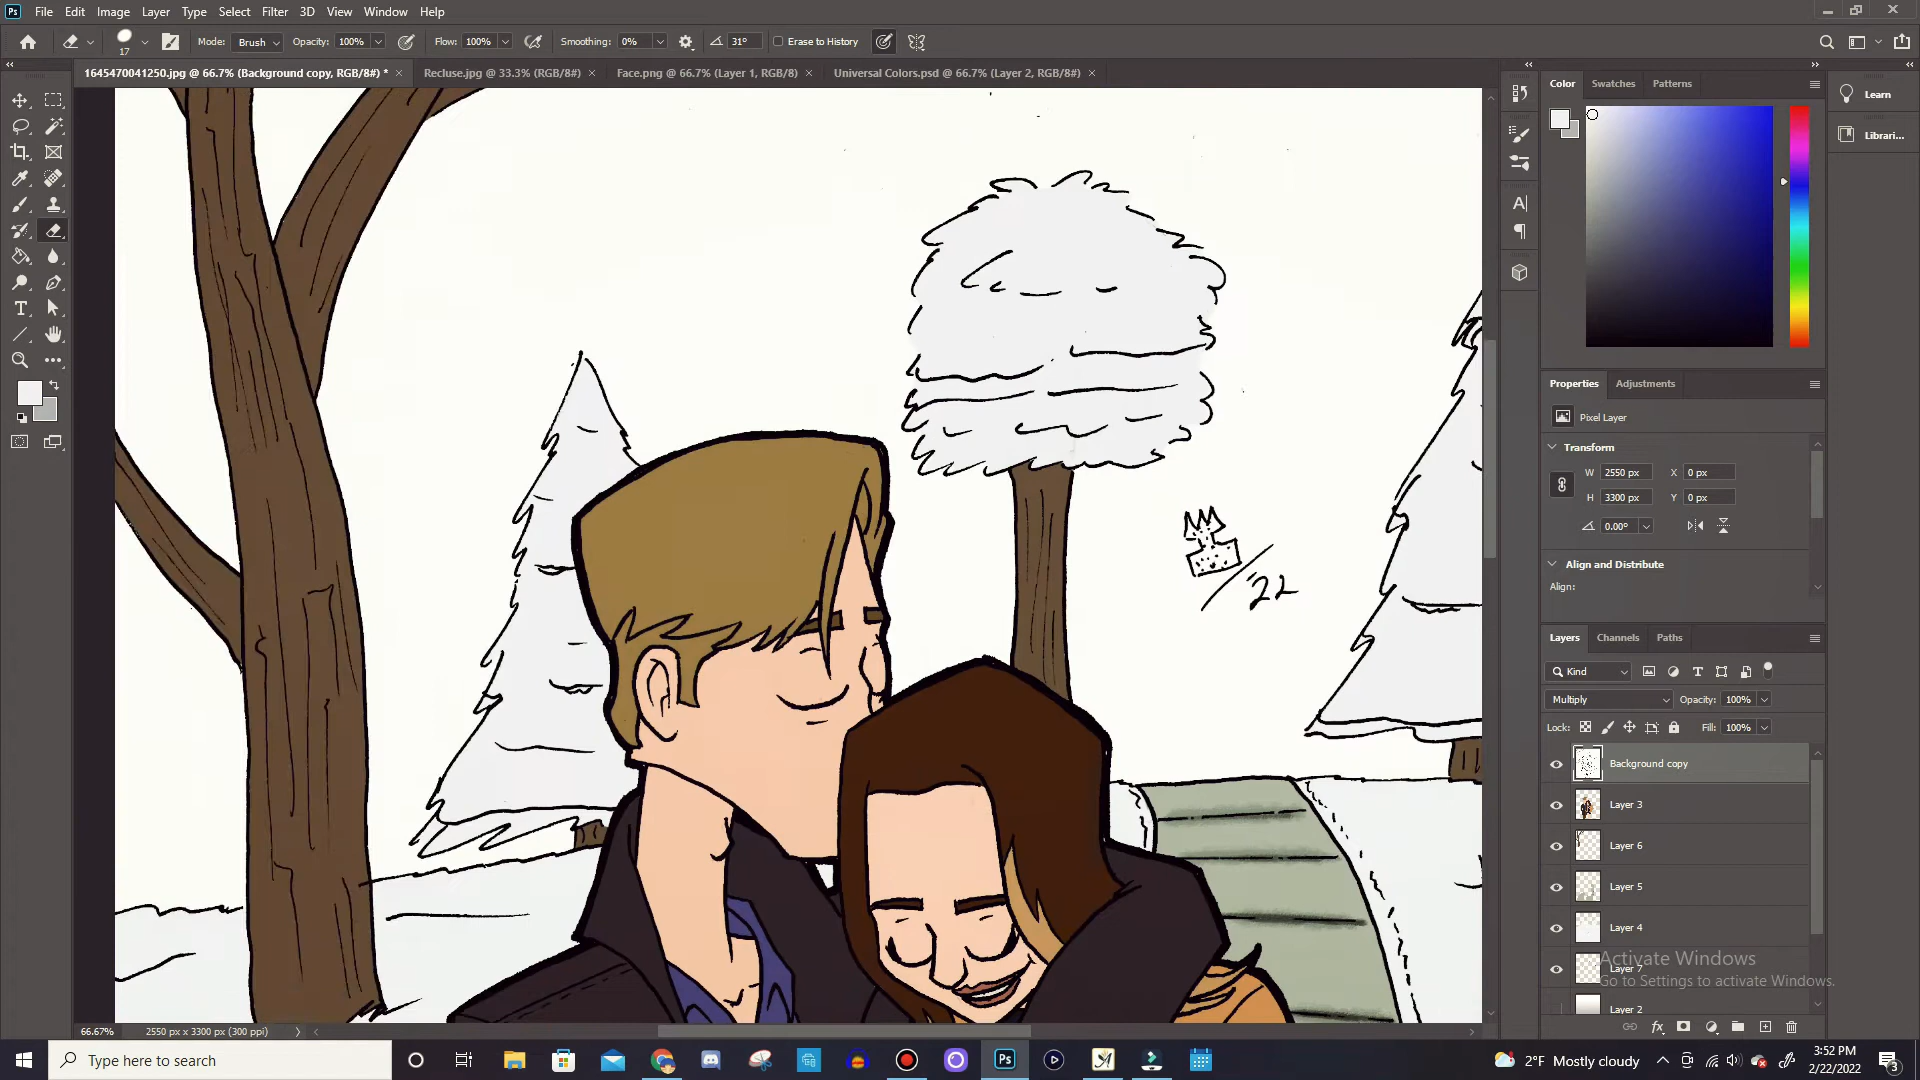 Ps File Edit Image Layer Type Select Filter 3D View Window Help
17 Mode: Brush Opacity: 100% Flow: 100% Smoothing: 0% 31° Erase to History
1645470041250.jpg @ 66.7% (Background copy, RGB/8#) * × Recluse.jpg @ 33.3% (RGB/8#) × Face.png @ 66.7% (Layer 1, RGB/8) × Universal Colors.psd @ 66.7% (Layer 2, RGB/8#) ×
Color Swatches Patterns
Learn
Librari...
'22
Properties Adjustments
Pixel Layer
Transform
W 2550 px X 0 px
H 3300 px Y 0 px
0.00°
Align and Distribute
Align:
Layers Channels Paths
Kind
Multiply Opacity: 100%
Lock: Fill: 100%
Background copy
Layer 3
Layer 6
Layer 5
Layer 4
Layer 7
Layer 2
Activate Windows
Go to Settings to activate Windows.
66.67% 2550 px x 3300 px (300 ppi)
Type here to search
Ps
2°F Mostly cloudy
3:52 PM
2/22/2022
3